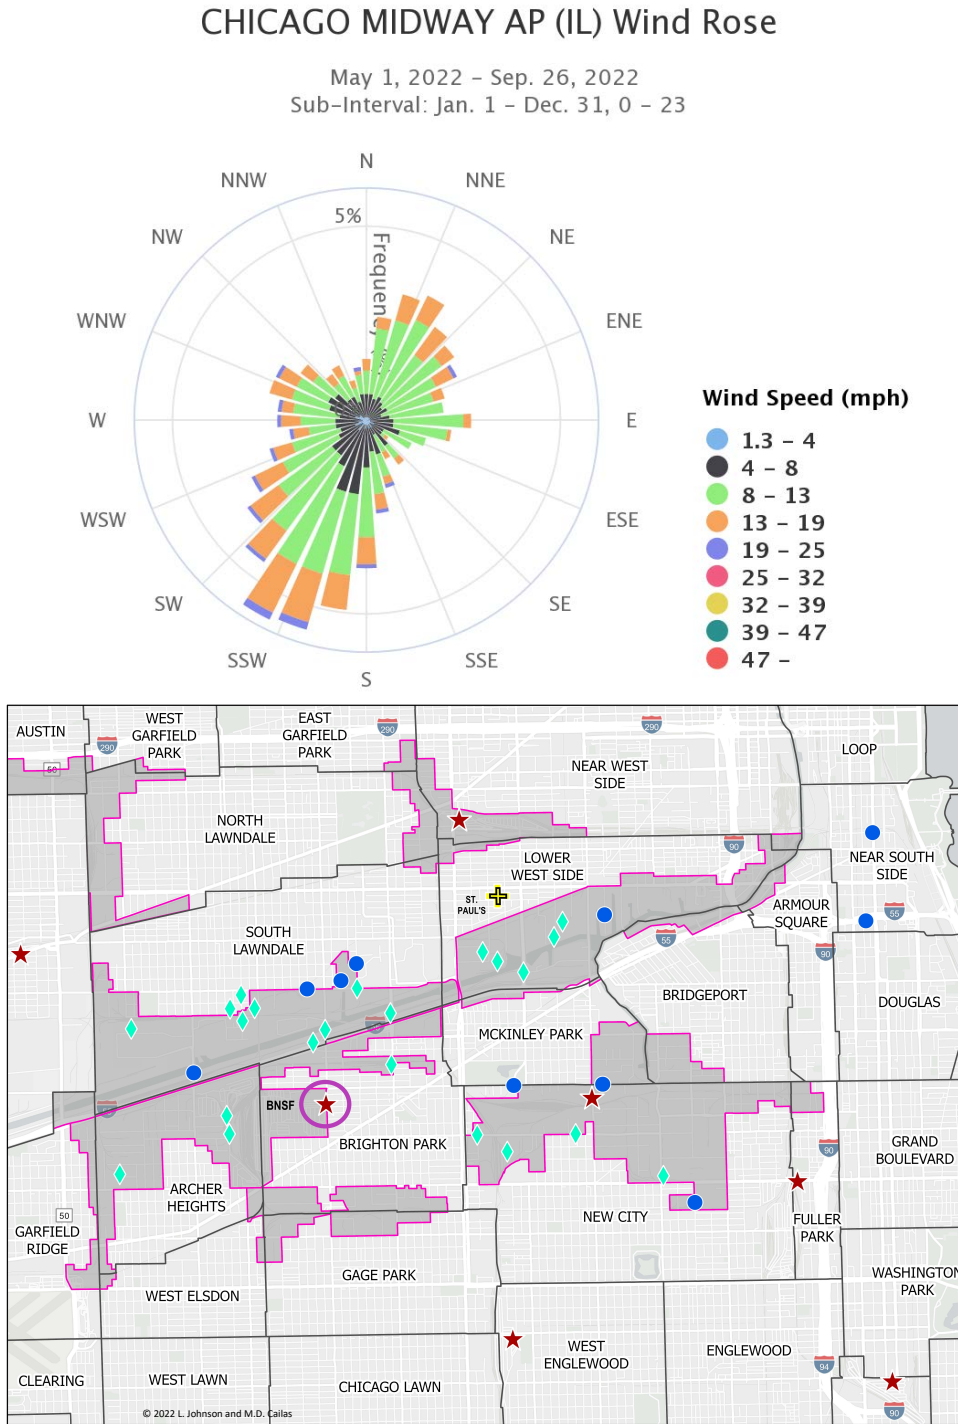 CHICAGO MIDWAY AP (IL) Wind Rose
May 1, 2022 – Sep. 26, 2022
Sub-Interval: Jan. 1 – Dec. 31, 0 – 23
N
NNW
NNE
5%
NW
NE
Frequency
WNW
ENE
W
E
WSW
ESE
SW
SE
SSW
SSE
S
Wind Speed (mph)
1.3 – 4
4 – 8
8 – 13
13 – 19
19 – 25
25 – 32
32 – 39
39 – 47
47 –
AUSTIN
WEST
GARFIELD
PARK
EAST
GARFIELD
PARK
290
290
290
LOOP
50
NEAR WEST
SIDE
NORTH
LAWNDALE
90
LOWER
WEST SIDE
NEAR SOUTH
SIDE
ST.
PAUL'S
ARMOUR
SQUARE
55
SOUTH
LAWNDALE
55
90
BRIDGEPORT
DOUGLAS
MCKINLEY PARK
BNSF
BRIGHTON PARK
90
GRAND
BOULEVARD
ARCHER
HEIGHTS
50
GARFIELD
RIDGE
NEW CITY
FULLER
PARK
GAGE PARK
WASHINGTON
PARK
WEST ELSDON
WEST
ENGLEWOOD
ENGLEWOOD
94
CLEARING
WEST LAWN
CHICAGO LAWN
90
© 2022 L. Johnson and M.D. Cailas